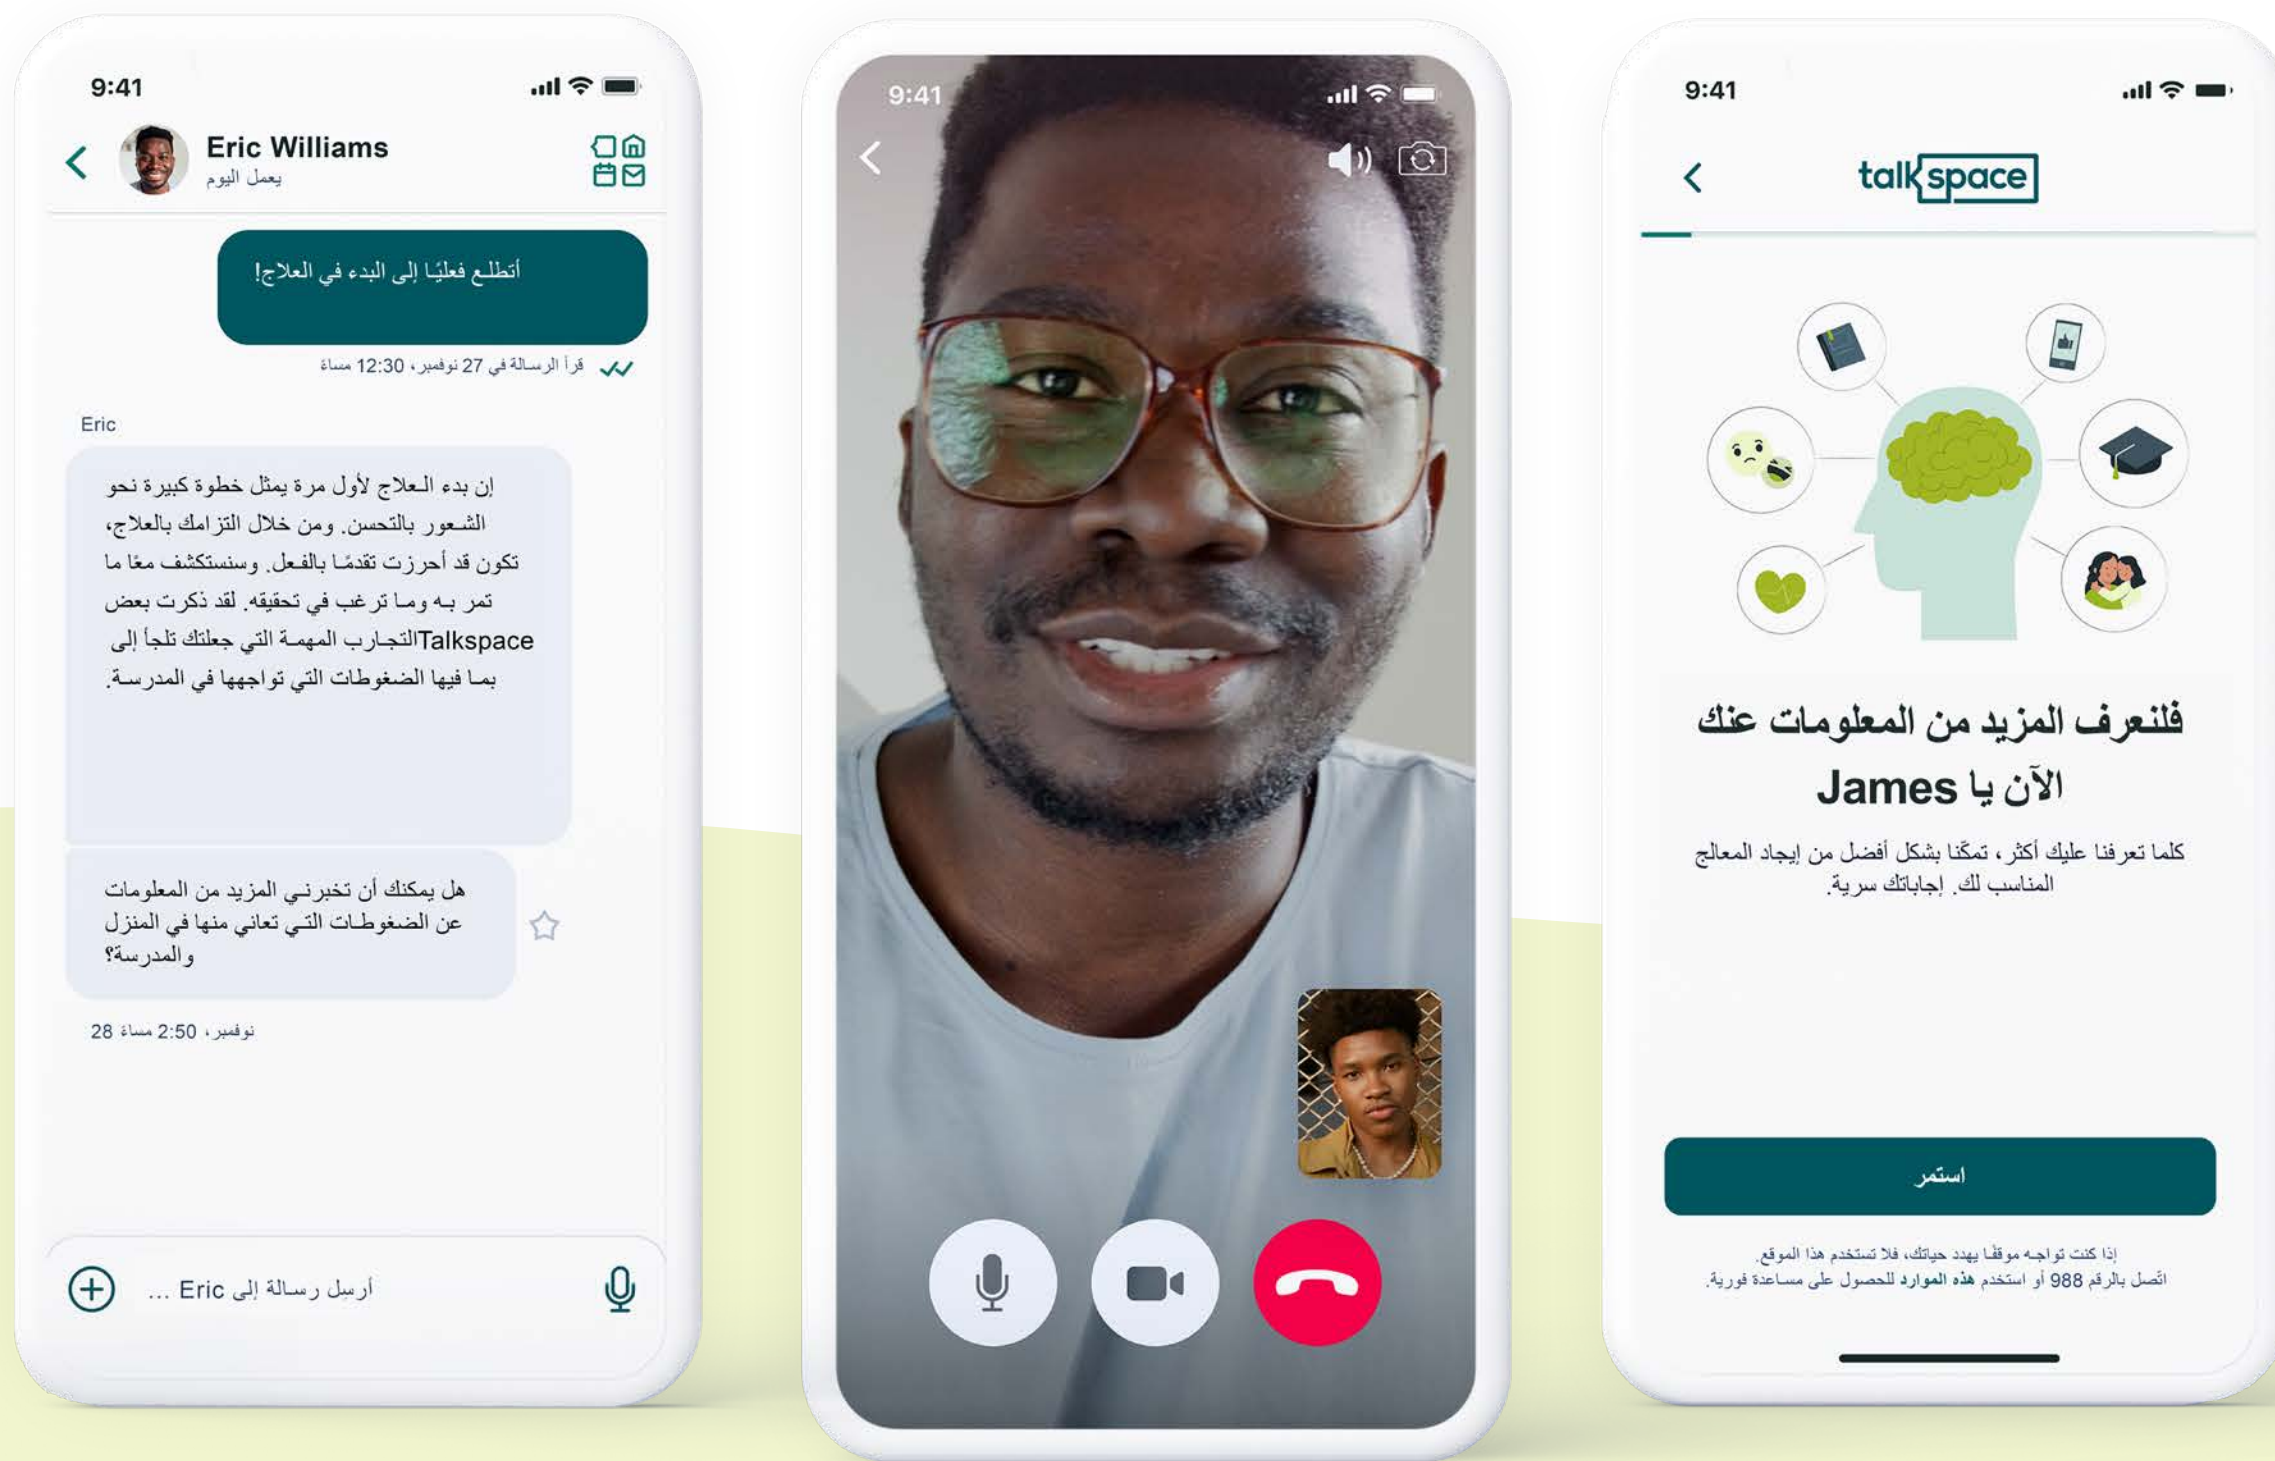 9:41
Eric Williams
يعمل اليوم
أتطلع فعليًا إلى البدء في العلاج!
قرأ الرسالة في 27 نوفمبر، 12:30 مساءً
Eric
إن بدء العلاج لأول مرة يمثل خطوة كبيرة نحو
الشعور بالتحسن. ومن خلال التزامك بالعلاج،
تكون قد أحرزت تقدمًا بالفعل. وسنستكشف معًا ما
تمر به وما ترغب في تحقيقه. لقد ذكرت بعض
التجارب المهمة التي جعلتك تلجأ إلى Talkspace
بما فيها الضغوطات التي تواجهها في المدرسة.
هل يمكنك أن تخبرني المزيد من المعلومات
عن الضغوطات التي تعاني منها في المنزل
والمدرسة؟
28 نوفمبر، 2:50 مساءً
أرسِل رسالة إلى Eric ...
9:41
9:41
talkspace
فلنعرف المزيد من المعلومات عنك
الآن يا James
كلما تعرفنا عليك أكثر، تمكّنا بشكل أفضل من إيجاد المعالج
المناسب لك. إجاباتك سرية.
استمر
إذا كنت تواجه موقفًا يهدد حياتك، فلا تستخدم هذا الموقع.
اتّصل بالرقم 988 أو استخدم هذه الموارد للحصول على مساعدة فورية.